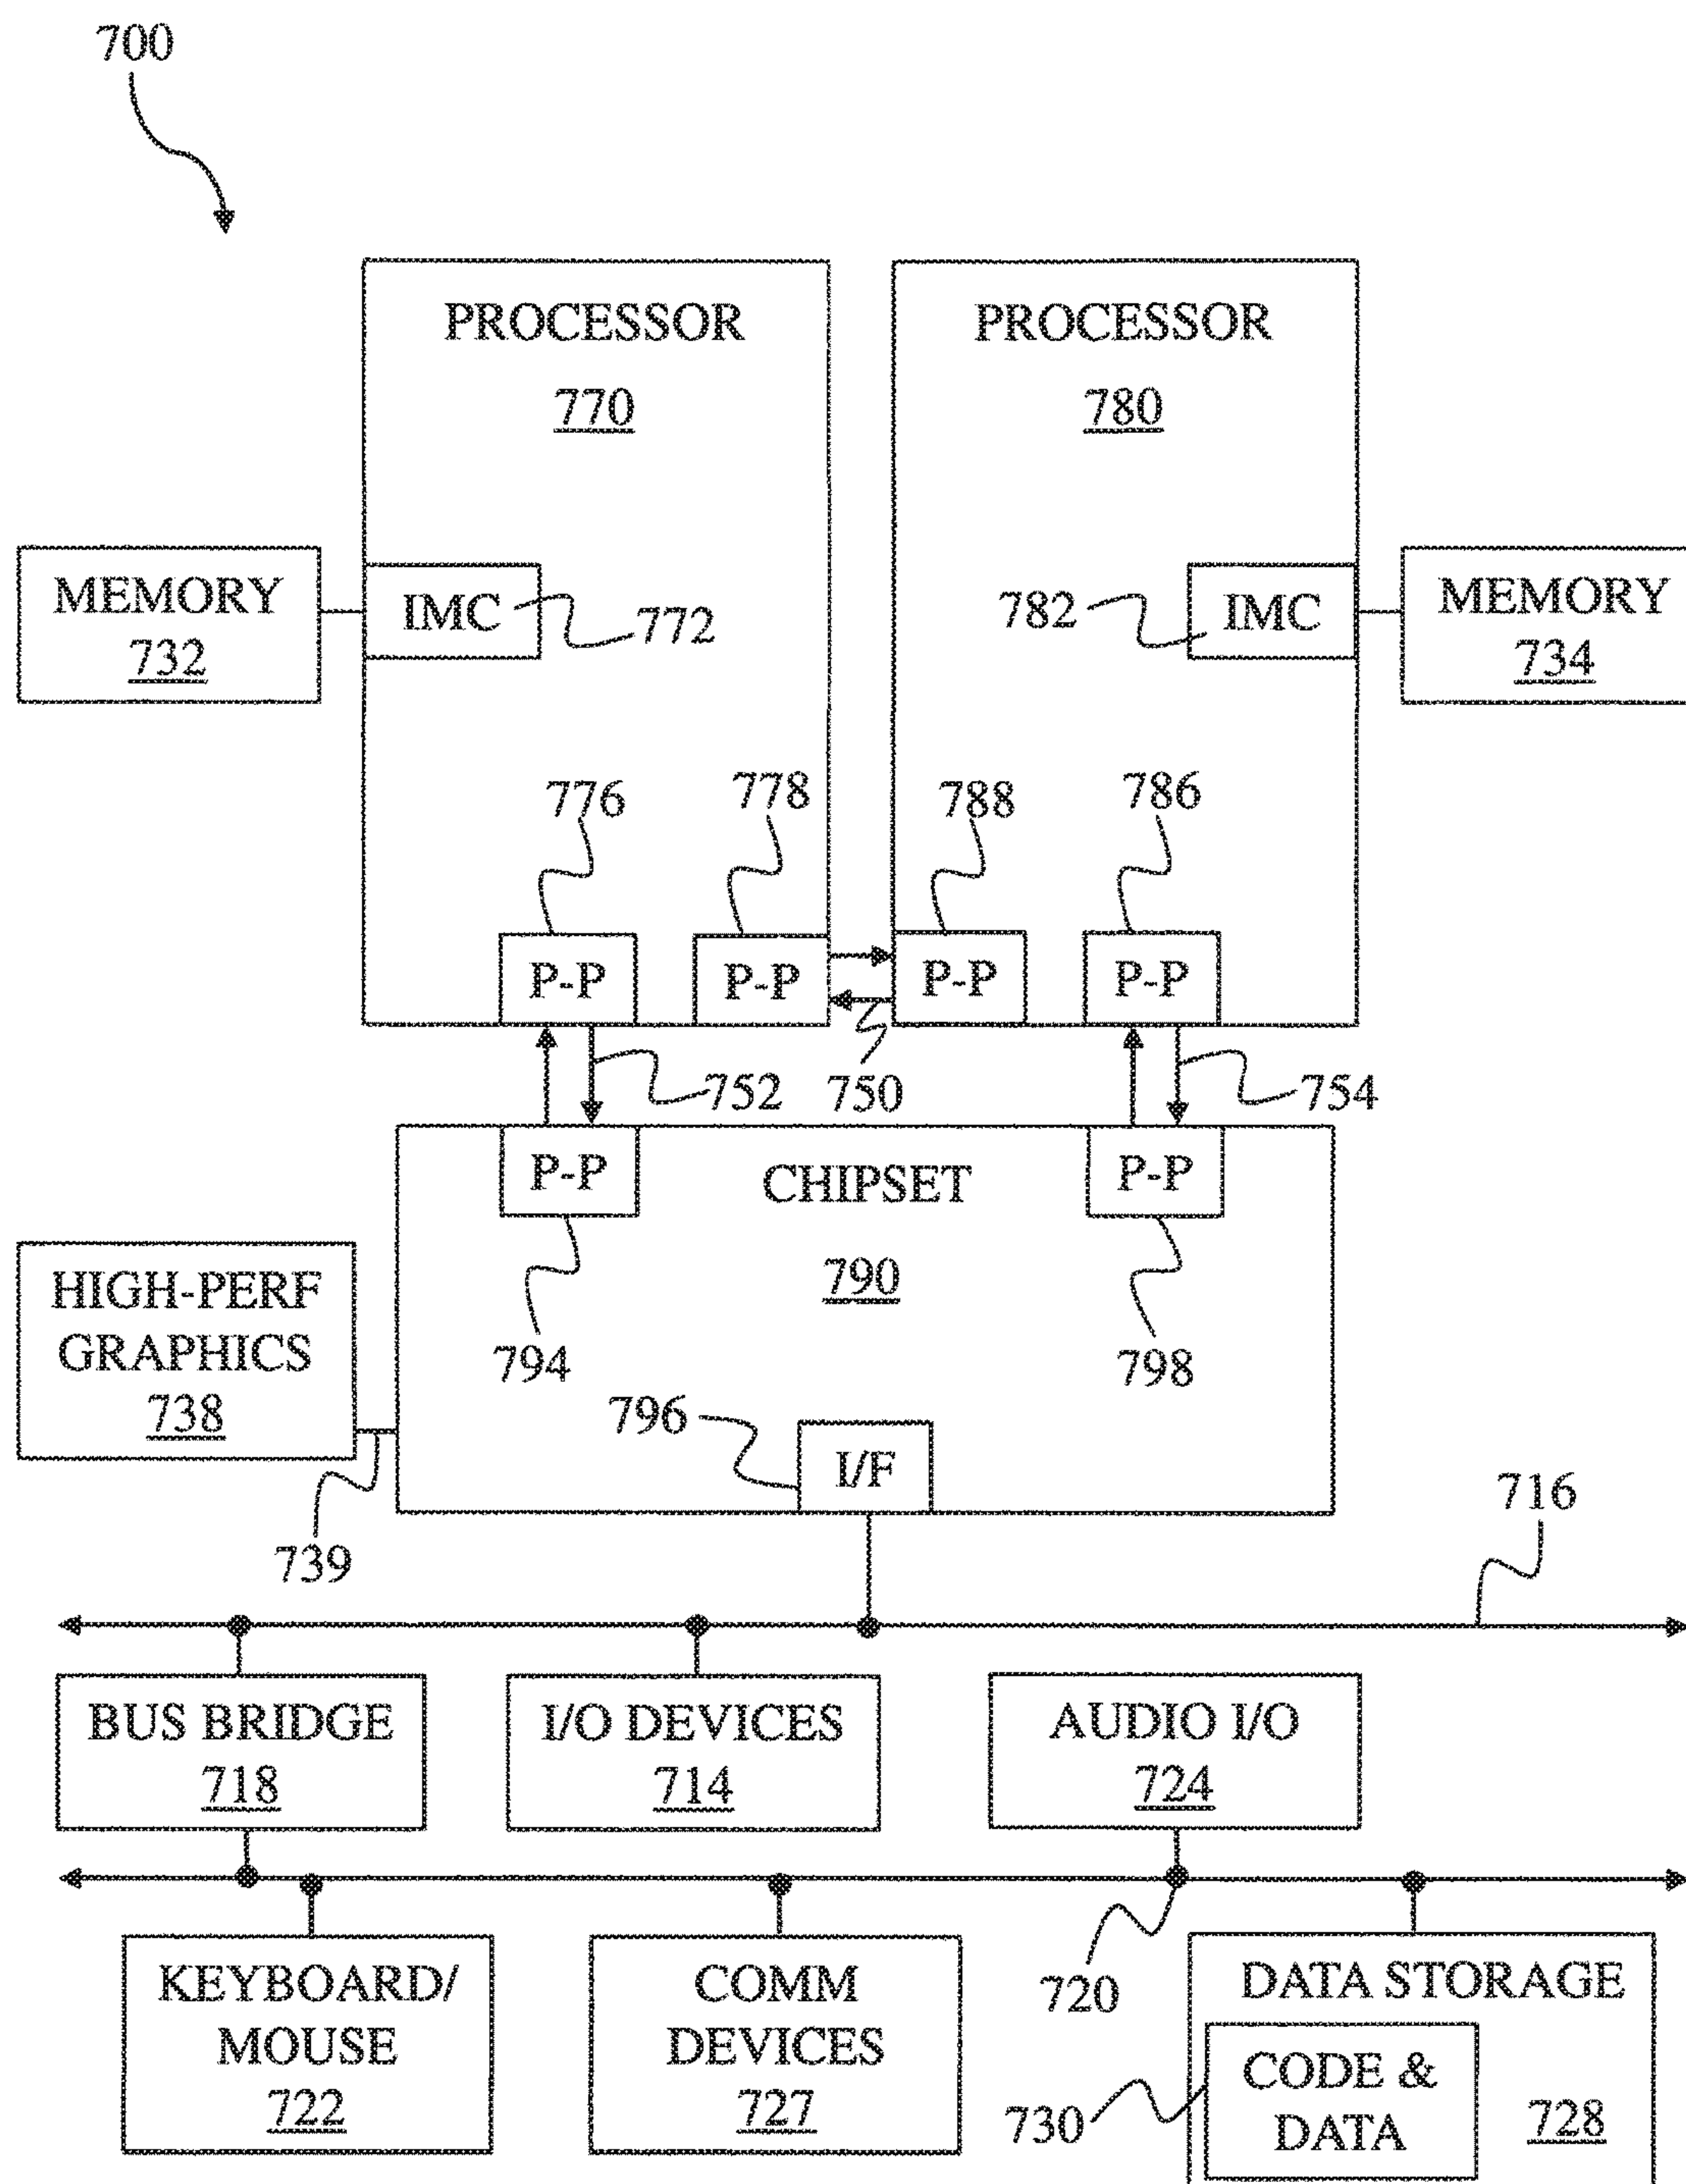 700
PROCESSOR
770
PROCESSOR
780
MEMORY
732
IMC
772
782
IMC
MEMORY
734
776
778
788
786
P-P
P-P
P-P
P-P
752
750
754
P-P
CHIPSET
790
P-P
794
798
HIGH-PERF
GRAPHICS
738
739
796
I/F
716
BUS BRIDGE
718
I/O DEVICES
714
AUDIO I/O
724
720
KEYBOARD/
MOUSE
722
COMM
DEVICES
727
DATA STORAGE
728
730
CODE &
DATA